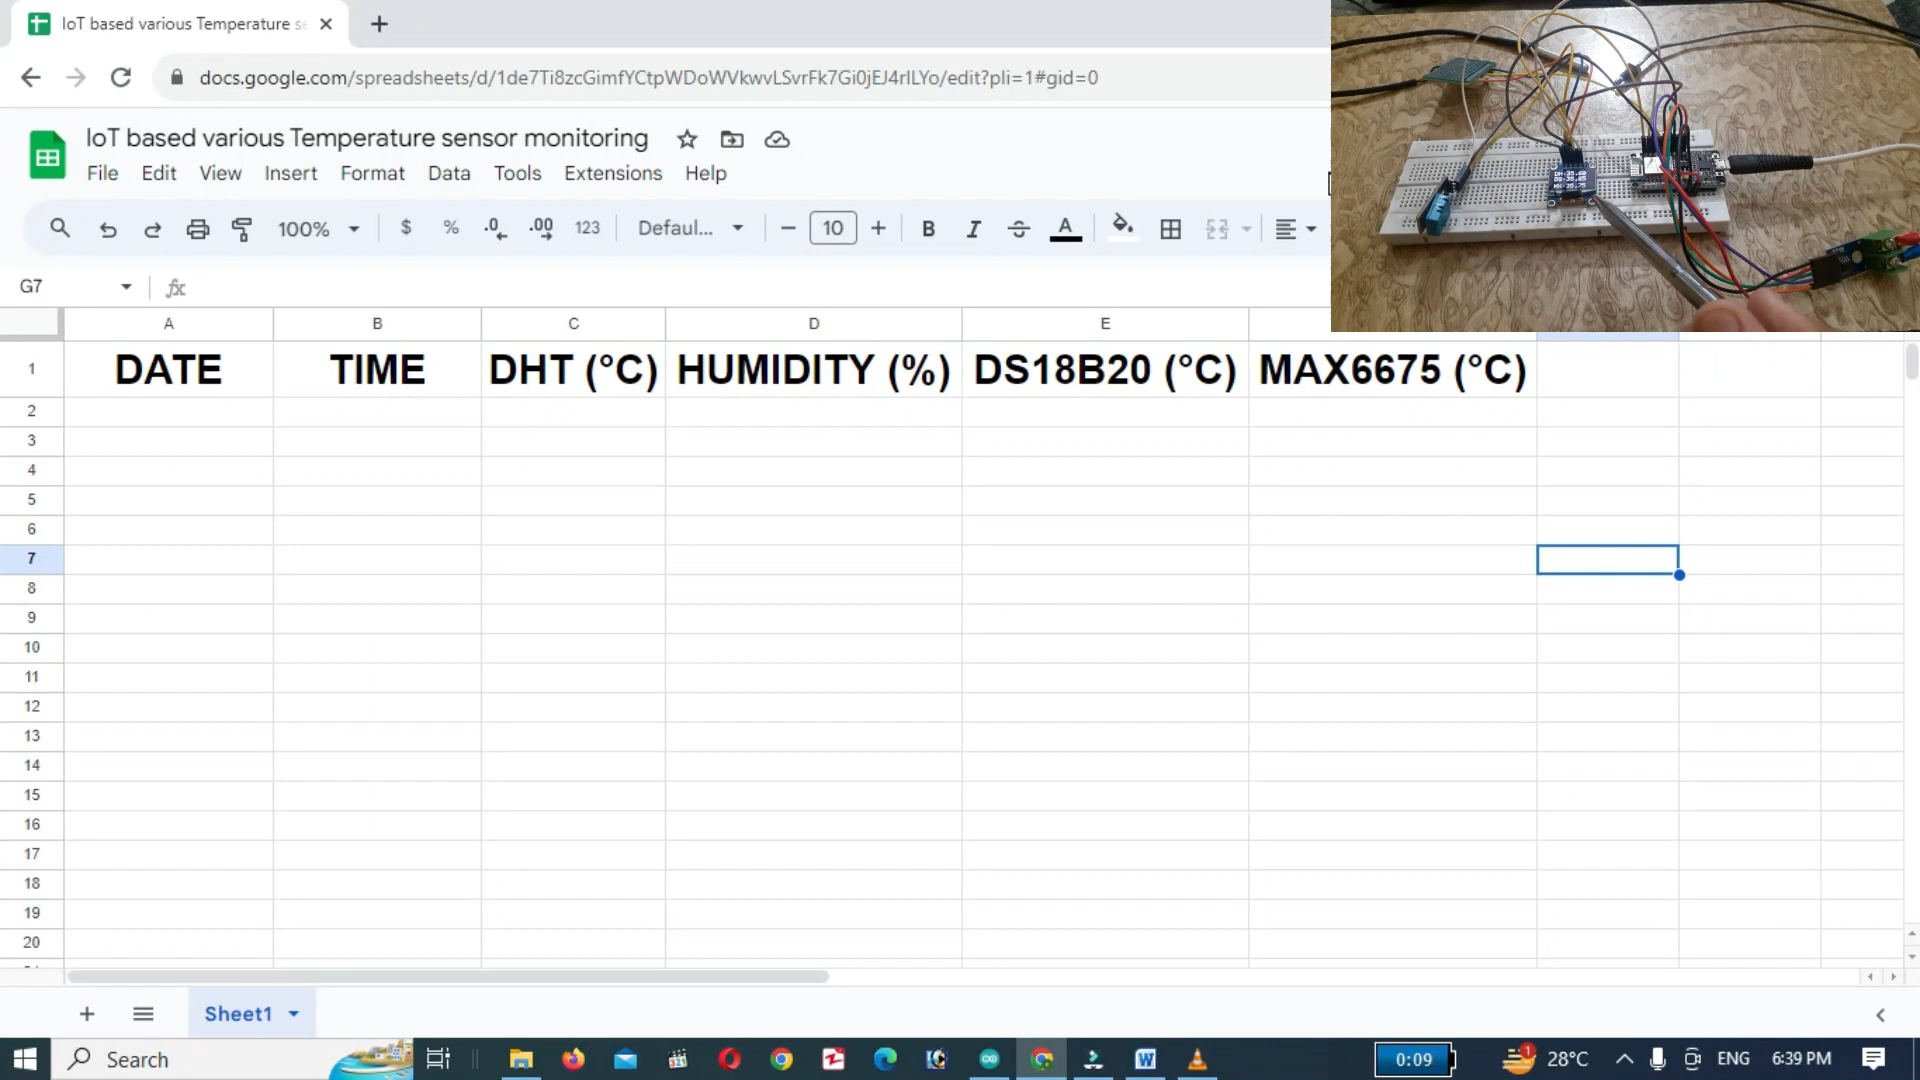 IoT based various Temperature se
docs.google.com/spreadsheets/d/1de7Ti8zcGimfYCtpWDoWVkwvLSvrFk7Gi0jEJ4rlLYo/edit?pli=1#gid=0
IoT based various Temperature sensor monitoring
File Edit View Insert Format Data Tools Extensions Help
100% $ % .0 .00 123 Defaul... 10 B I S A
G7 fx
A B C D E
1 DATE TIME DHT (°C) HUMIDITY (%) DS18B20 (°C) MAX6675 (°C)
2
3
4
5
6
7
8
9
10
11
12
13
14
15
16
17
18
19
20
Sheet1
Search 0:09 1 28°C ENG 6:39 PM